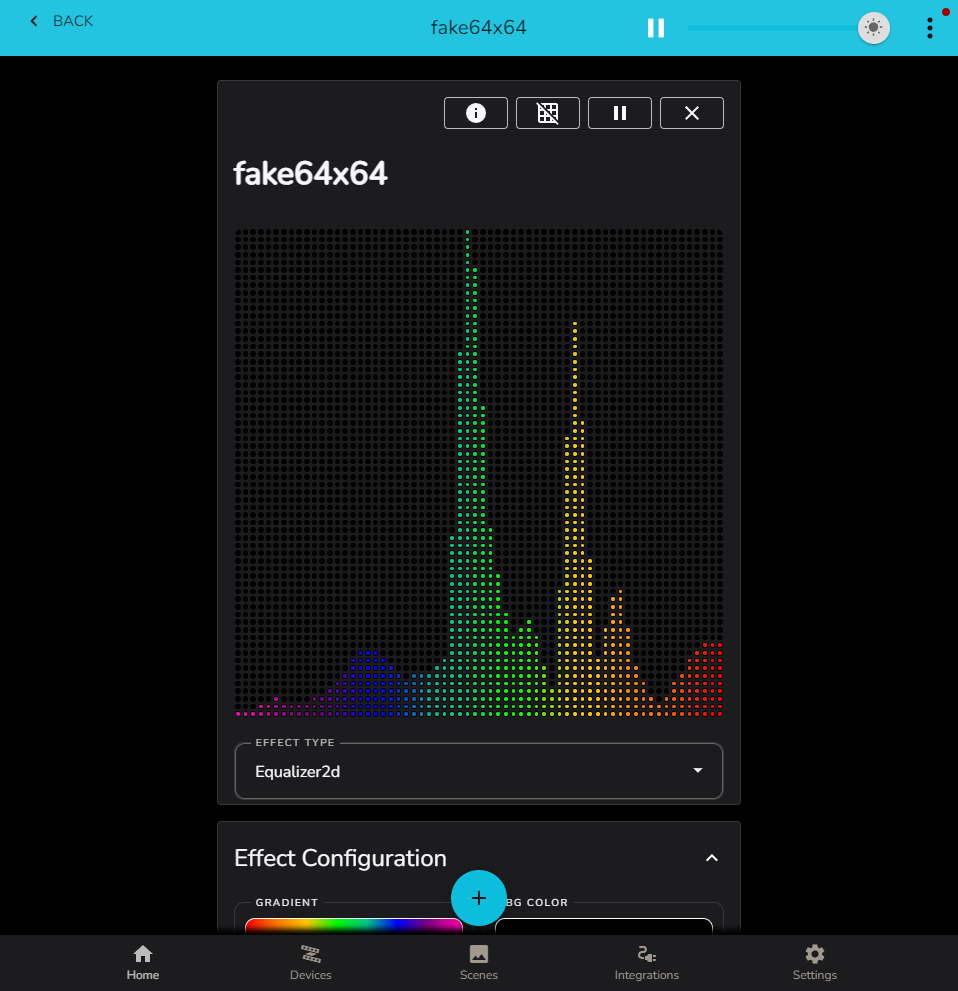 BACK
fake64x64
fake64x64
EFFECT TYPE
Equalizer2d
Effect Configuration
GRADIENT
BG COLOR
Home
Devices
Scenes
Integrations
Settings